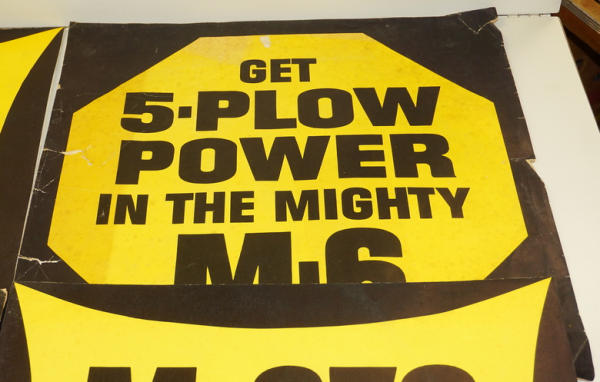 GET
5-PLOW
POWER
IN THE MIGHTY
M-6